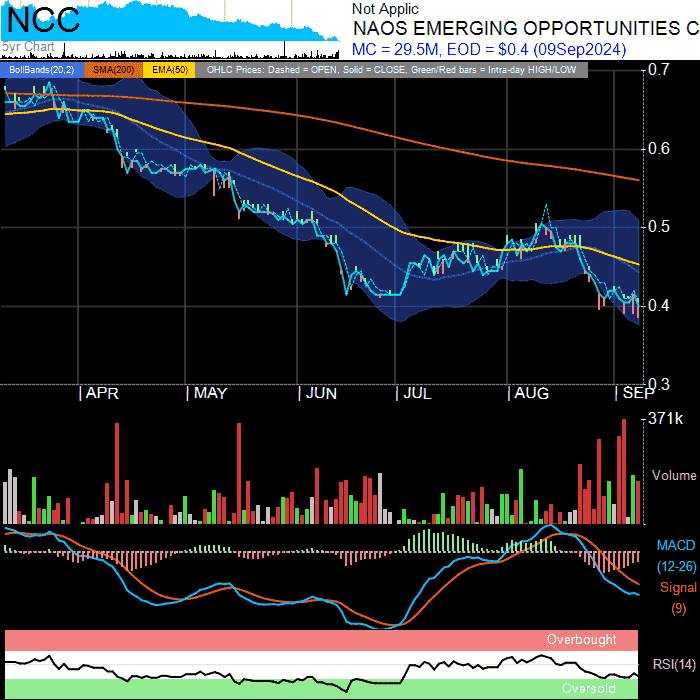 NCC
5yr Chart
Not Applic
NAOS EMERGING OPPORTUNITIES C
MC = 29.5M, EOD = $0.4 (09Sep2024)
BollBands(20,2) SMA(200) EMA(50) OHLC Prices: Dashed = OPEN, Solid = CLOSE, Green/Red bars = Intra-day HIGH/LOW
0.7
0.6
0.5
0.4
0.3
| APR | MAY | JUN | JUL | AUG | SEP
371k
Volume
MACD
(12-26)
Signal
(9)
Overbought
RSI(14)
Oversold